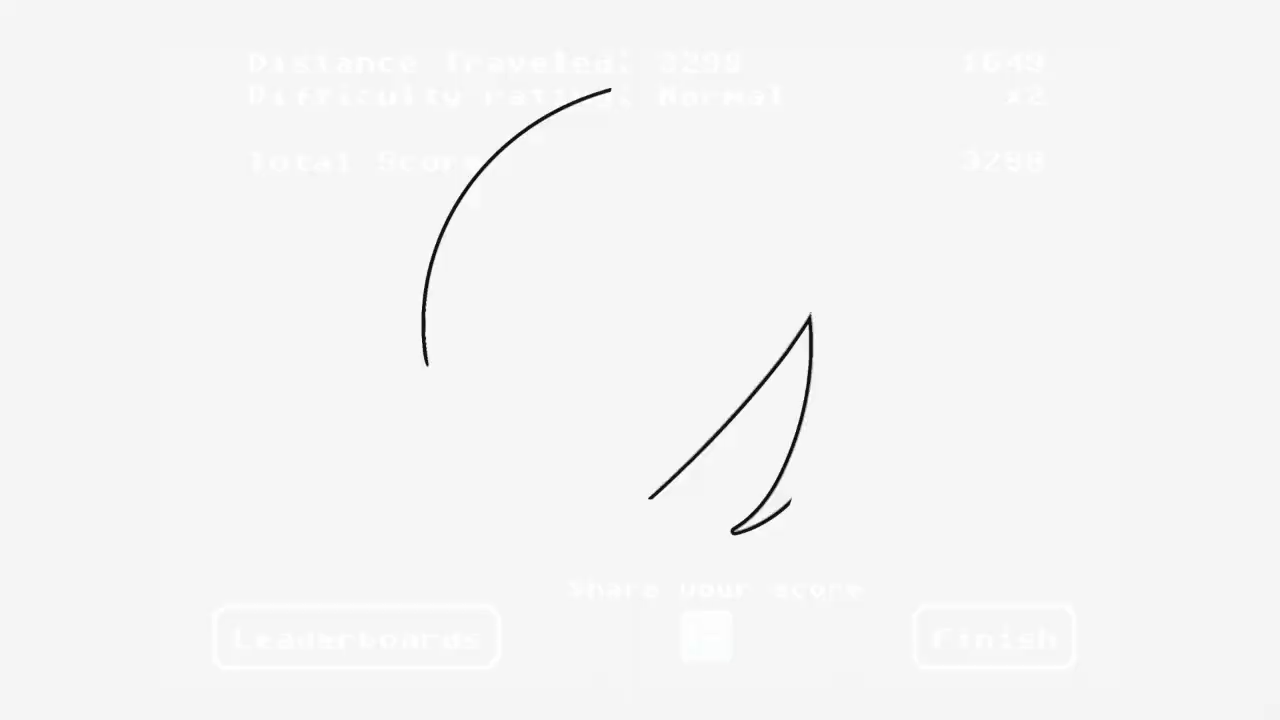 Distance Traveled: 3298 1649
Difficulty rating: Normal x2
Total Score 3298
Share your score
Leaderboards
Finish